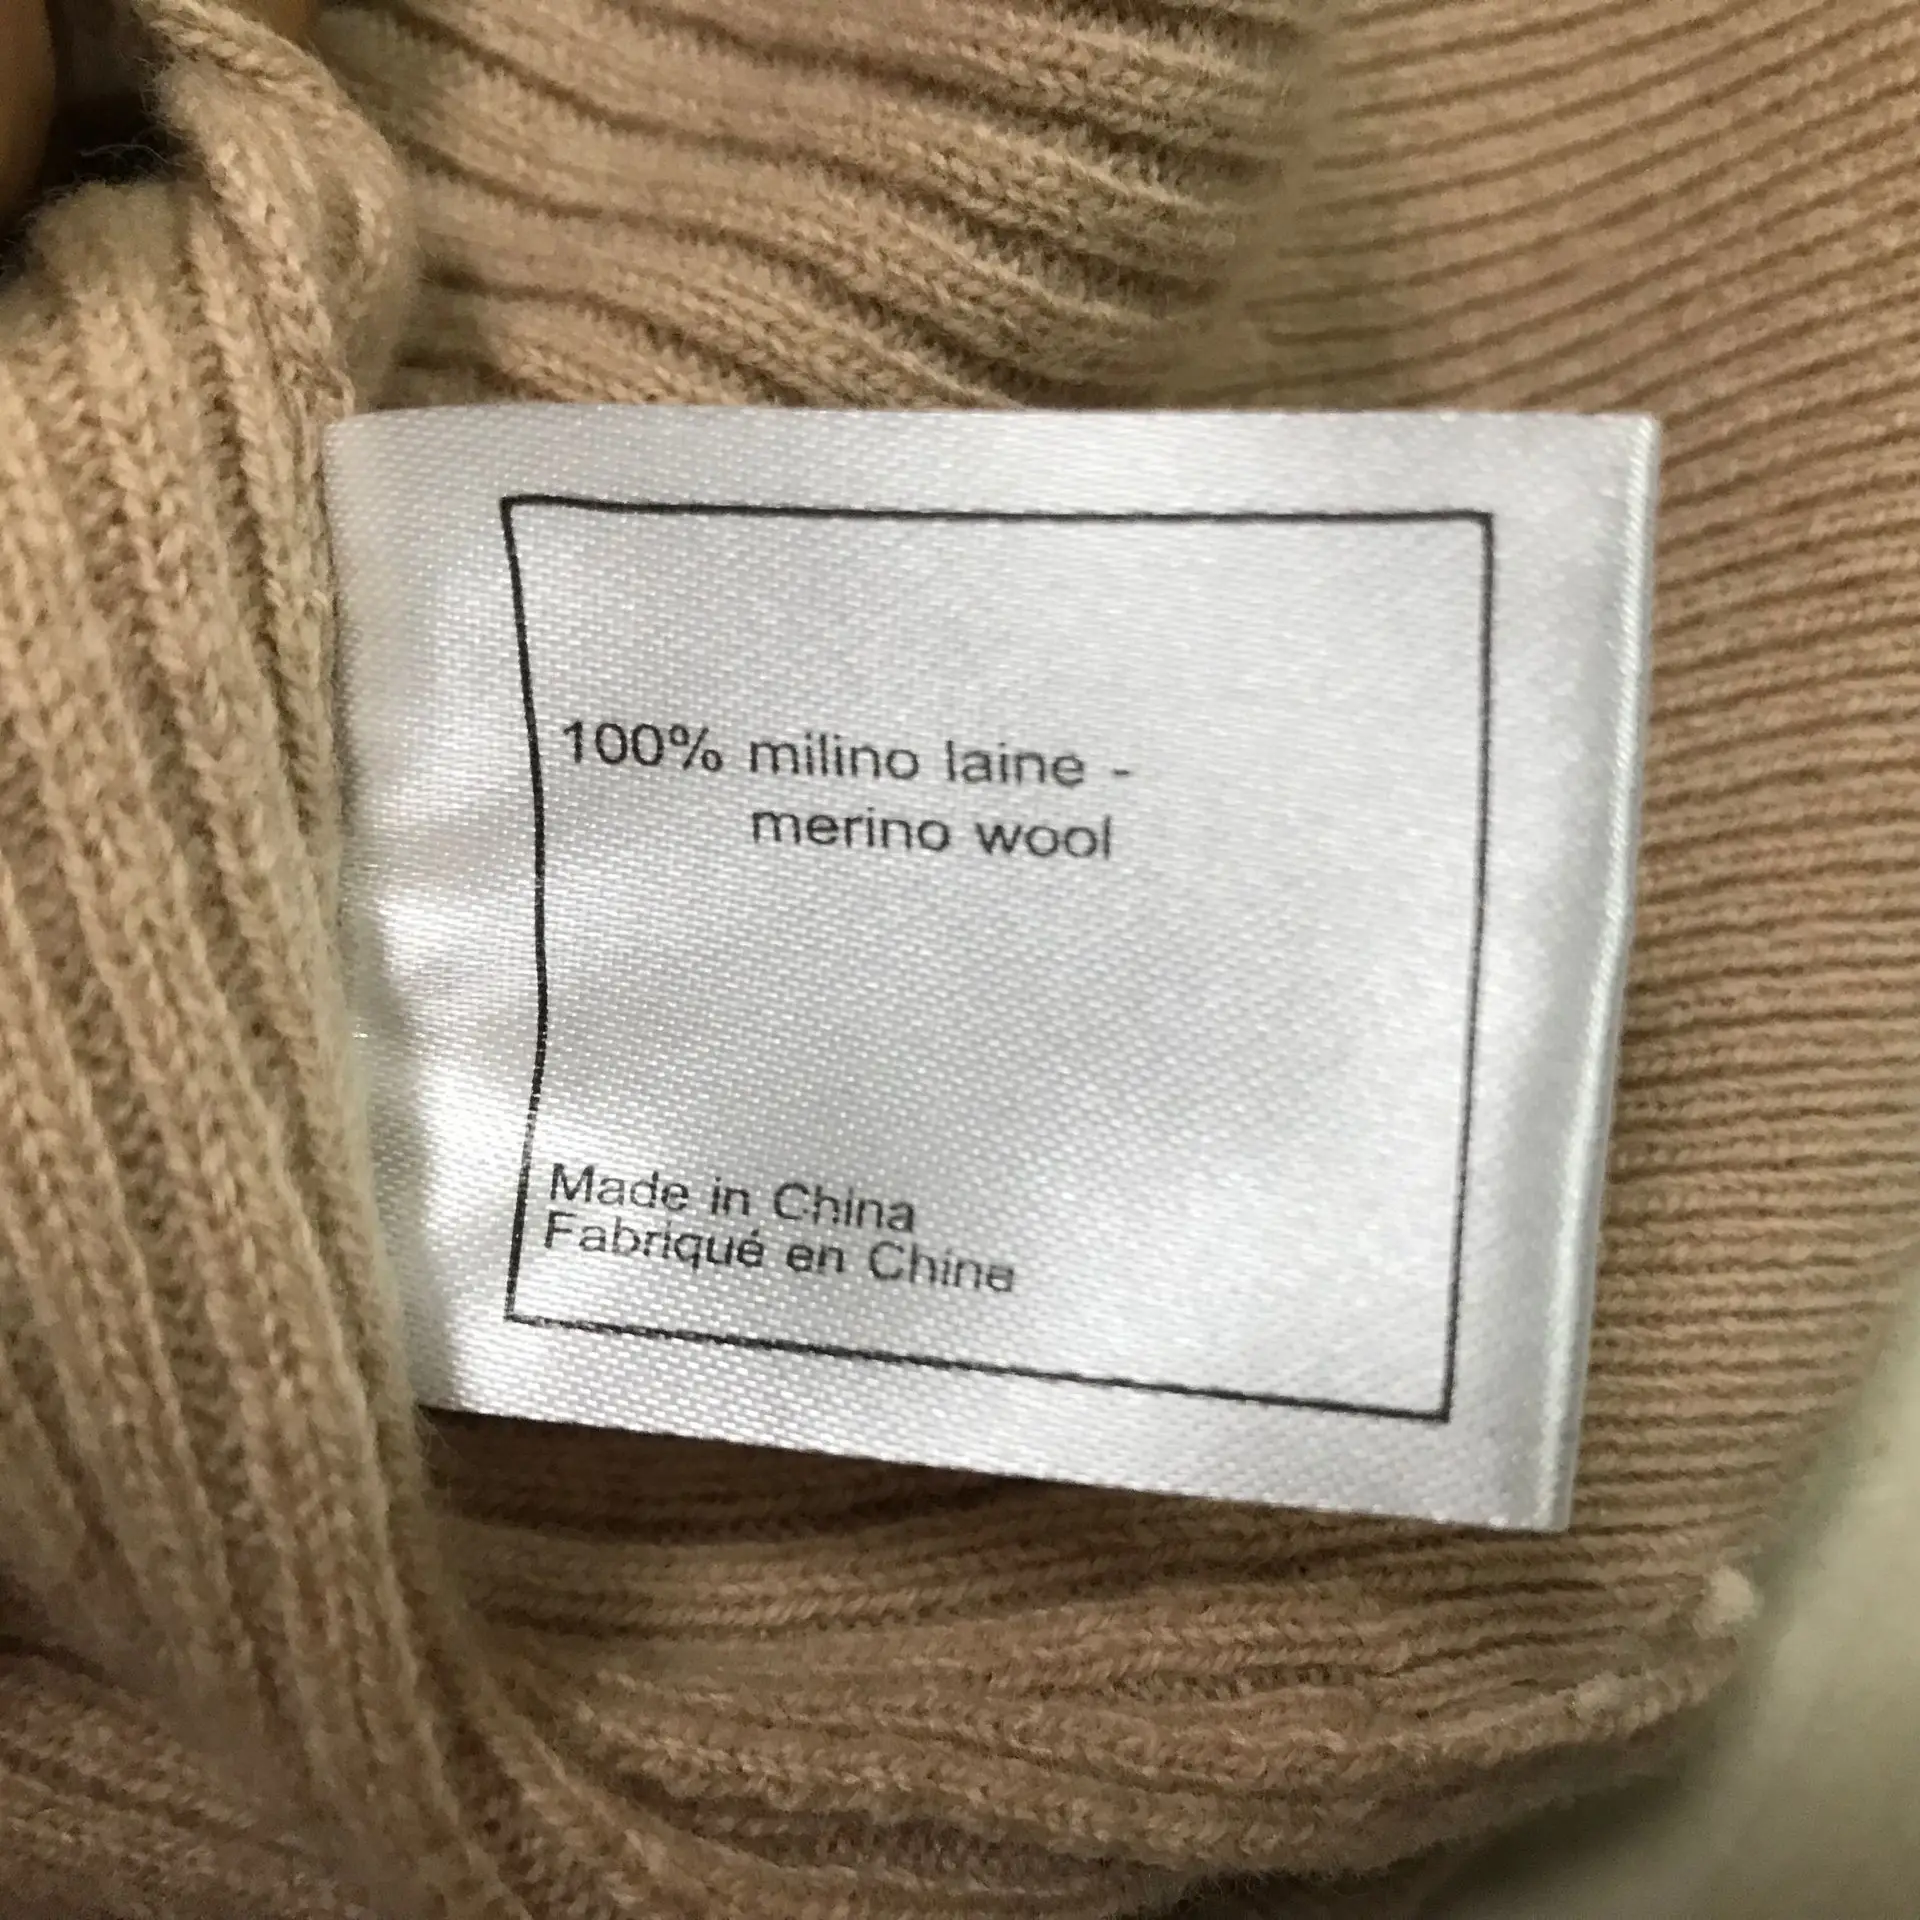 100% milino laine -
merino wool
Made in China
Fabriqué en Chine